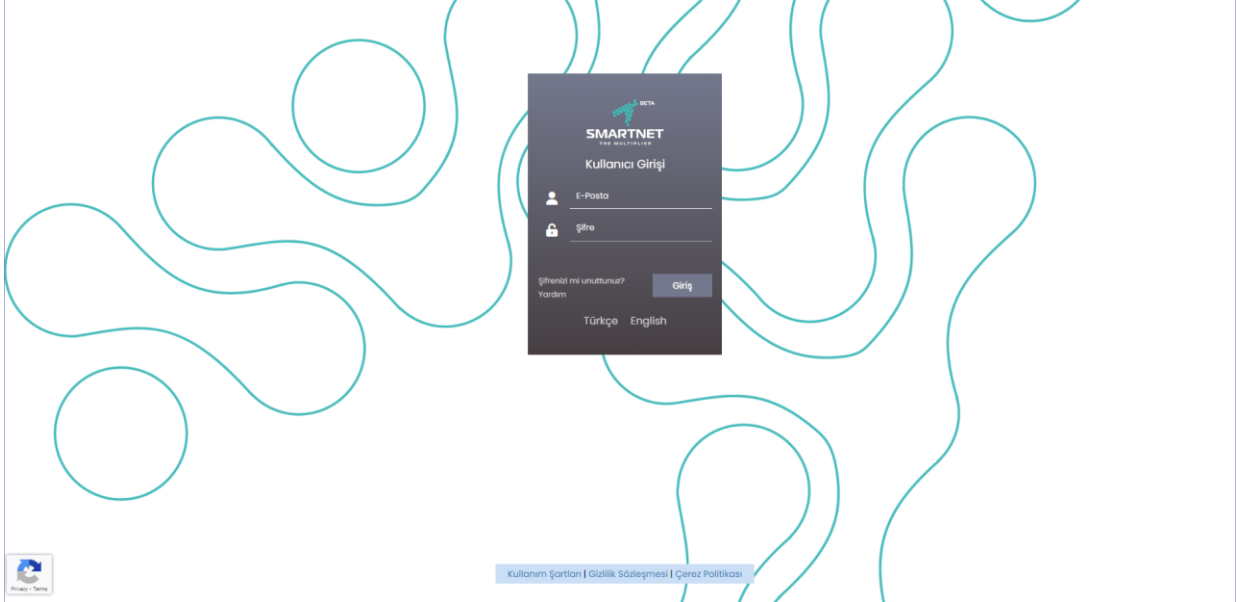 BETA
SMARTNET
THE MULTIPLIER
Kullanıcı Girişi
E-Posta
Şifre
Şifrenizi mi unuttunuz?
Yardım
Giriş
Türkçe English
Kullanım Şartları | Gizlilik Sözleşmesi | Çerez Politikası
Privacy - Terms